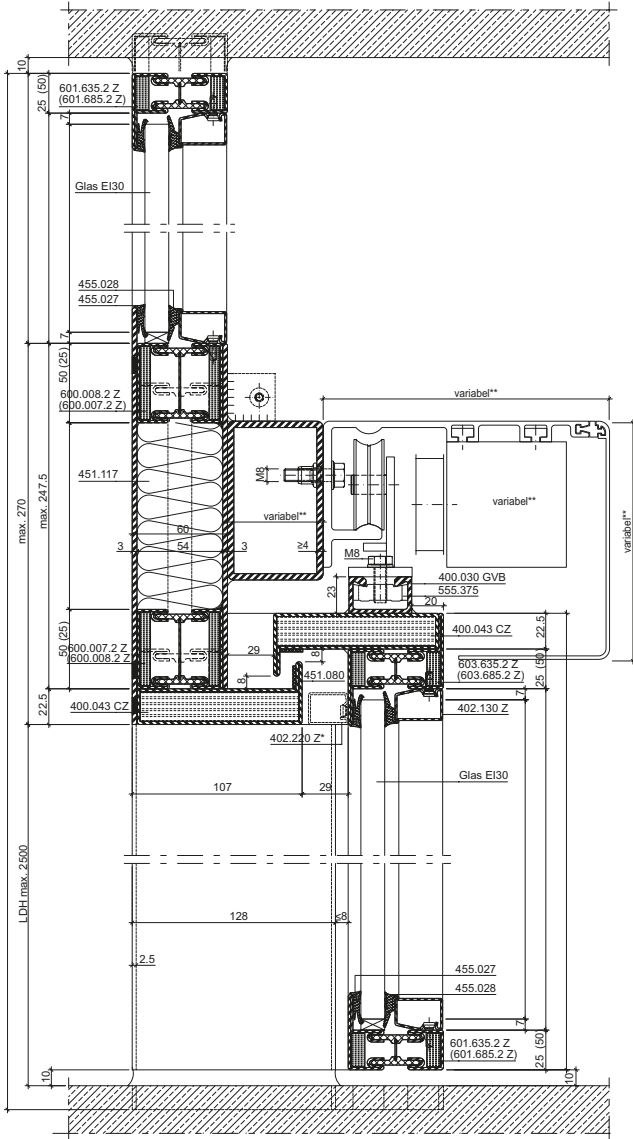 10
25 (50)
601.635.2 Z
(601.685.2 Z)
7
Glas EI30
455.028
455.027
7
50 (25)
600.008.2 Z
(600.007.2 Z)
variabel**
451.117
M8
variabel**
variabel**
max. 270
max. 247.5
60
variabel**
3
54
3
≥4
M8
23
400.030 GVB
555.375
20
400.043 CZ
22.5
50 (25)
600.007.2 Z
(600.008.2 Z)
29
8
451.080
8
603.635.2 Z
(603.685.2 Z)
25 (50)
7
402.130 Z
22.5
400.043 CZ
402.220 Z*
Glas EI30
107
29
LDH max. 2500
128
≤8
2.5
455.027
455.028
7
601.635.2 Z
(601.685.2 Z)
25 (50)
10
10